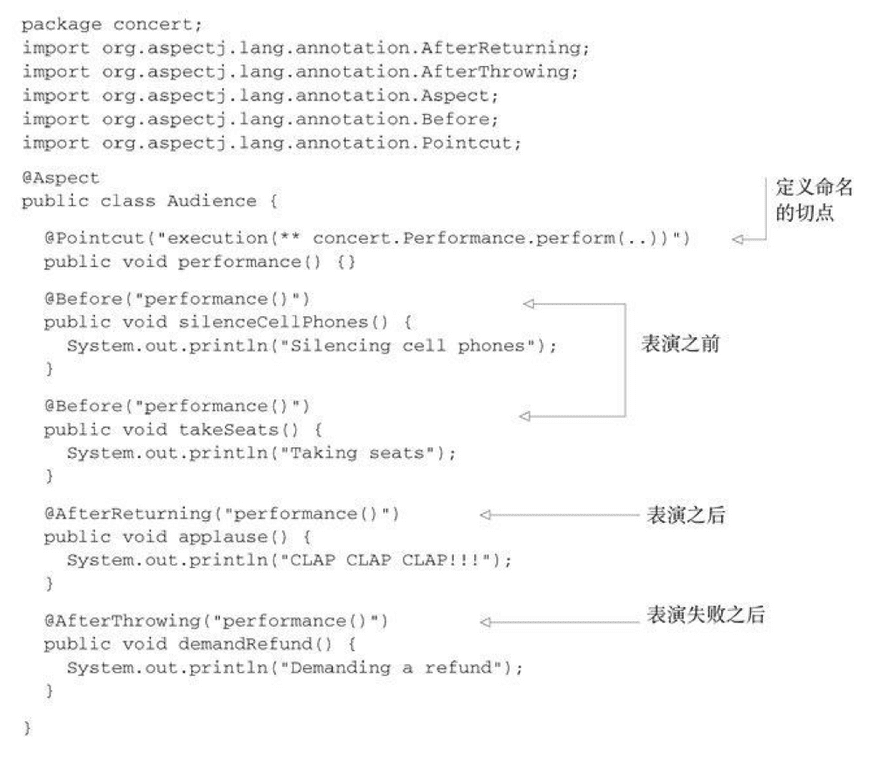 package concert;
import org.aspectj.lang.annotation.AfterReturning;
import org.aspectj.lang.annotation.AfterThrowing;
import org.aspectj.lang.annotation.Aspect;
import org.aspectj.lang.annotation.Before;
import org.aspectj.lang.annotation.Pointcut;
@Aspect
public class Audience {
定义命名
的切点
@Pointcut("execution(** concert.Performance.perform(..))")
public void performance() {}
@Before("performance()")
public void silenceCellPhones() {
System.out.println("Silencing cell phones");
}
表演之前
@Before("performance()")
public void takeSeats() {
System.out.println("Taking seats");
}
@AfterReturning("performance()")
表演之后
public void applause() {
System.out.println("CLAP CLAP CLAP!!!");
}
@AfterThrowing("performance()")
表演失败之后
public void demandRefund() {
System.out.println("Demanding a refund");
}
}